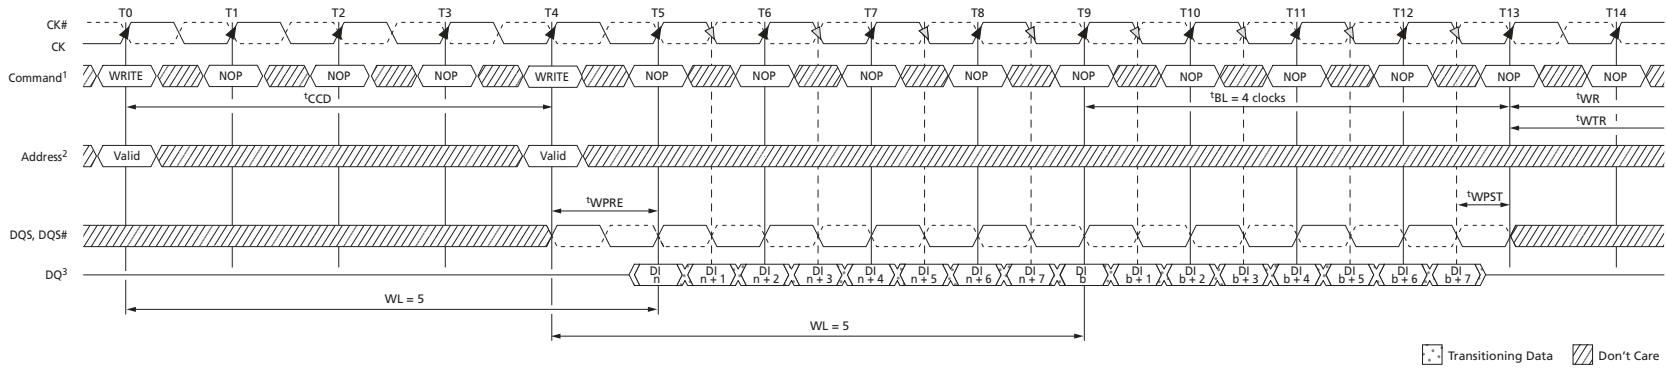 T0 T1 T2 T3 T4 T5 T6 T7 T8 T9 T10 T11 T12 T13 T14
CK#
CK
Command1 WRITE NOP NOP NOP WRITE NOP NOP NOP NOP NOP NOP NOP NOP NOP NOP
tCCD tBL = 4 clocks tWR
tWTR
Address2 Valid Valid
tWPRE tWPST
DQS, DQS#
DQ3 DI n DI n + 1 DI n + 2 DI n + 3 DI n + 4 DI n + 5 DI n + 6 DI n + 7 DI b DI b + 1 DI b + 2 DI b + 3 DI b + 4 DI b + 5 DI b + 6 DI b + 7
WL = 5
WL = 5
Transitioning Data Don't Care